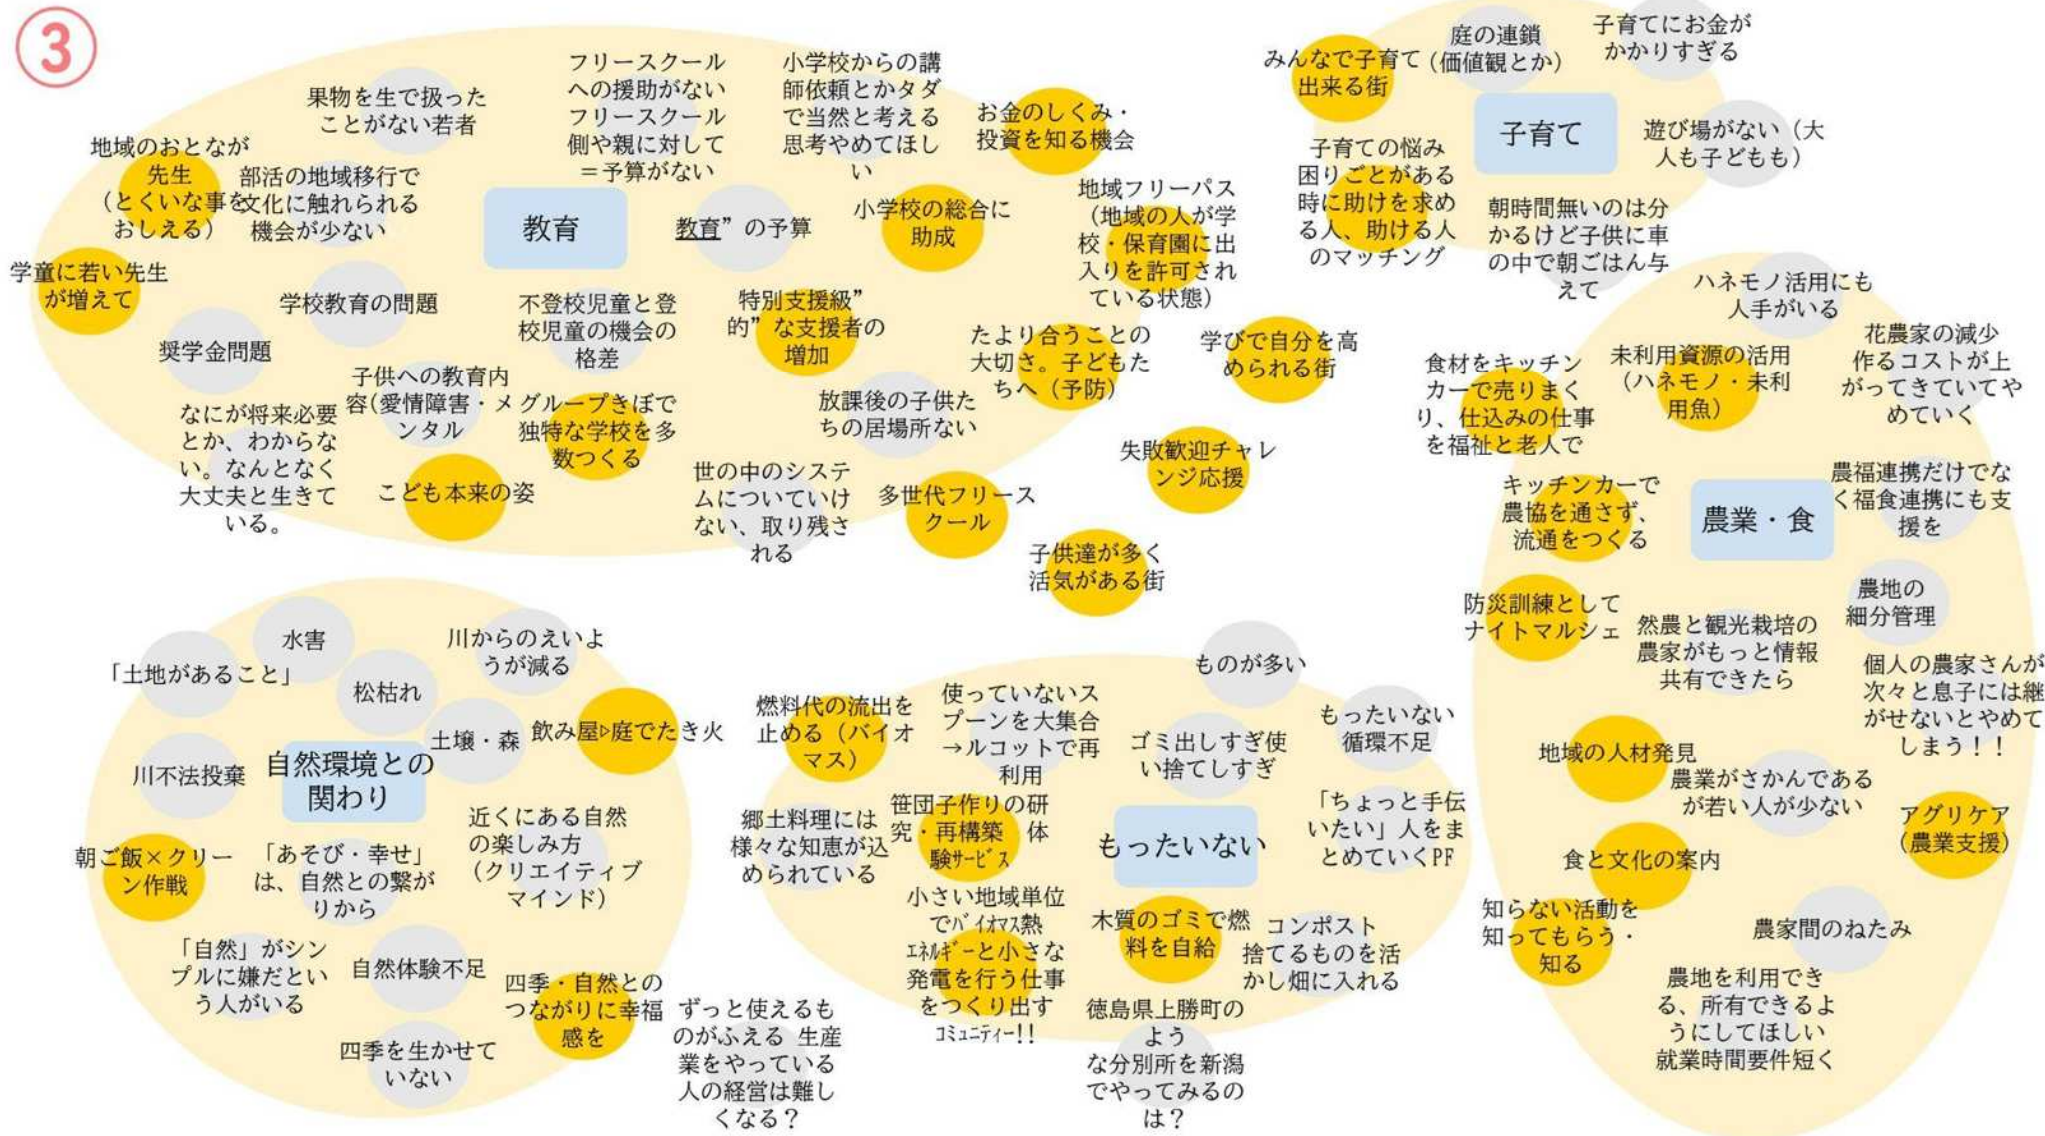 ③
果物を生で扱った
ことがない若者
フリースクール
への援助がない
フリースクール
側や親に対して
＝予算がない
小学校からの講
師依頼とかタダ
で当然と考える
思考やめてほし
い
お金のしくみ・
投資を知る機会
地域のおとなが
先生
（とくいな事を
おしえる）
部活の地域移行で
文化に触れられる
機会が少ない
教育
教育”の予算
小学校の総合に
助成
地域フリーパス
（地域の人が学
校・保育園に出
入りを許可され
ている状態）
学童に若い先生
が増えて
学校教育の問題
奨学金問題
不登校児童と登
校児童の機会の
格差
特別支援級”
的”な支援者の
増加
たより合うことの
大切さ。子どもた
ちへ（予防）
学びで自分を高
められる街
子供への教育内
容(愛情障害・メ
ンタル
グループきぼで
独特な学校を多
数つくる
放課後の子供た
ちの居場所ない
なにが将来必要
とか、わからな
い。なんとなく
大丈夫と生きて
いる。
こども本来の姿
世の中のシステ
ムについていけ
ない、取り残さ
れる
多世代フリース
クール
失敗歓迎チャレ
ンジ応援
子供達が多く
活気がある街
みんなで子育て
出来る街
庭の連鎖
（価値観とか）
子育てにお金が
かかりすぎる
子育て
遊び場がない（大
人も子どもも）
子育ての悩み
困りごとがある
時に助けを求め
る人、助ける人
のマッチング
朝時間無いのは分
かるけど子供に車
の中で朝ごはん与
えて
ハネモノ活用にも
人手がいる
食材をキッチン
カーで売りまく
り、仕込みの仕事
を福祉と老人で
未利用資源の活用
（ハネモノ・未利
用魚）
花農家の減少
作るコストが上
がってきていてや
めていく
キッチンカーで
農協を通さず、
流通をつくる
農業・食
農福連携だけでな
く福食連携にも支
援を
防災訓練として
ナイトマルシェ
然農と観光栽培の
農家がもっと情報
共有できたら
農地の
細分管理
個人の農家さんが
次々と息子には継
がせないとやめて
しまう！！
地域の人材発見
農業がさかんである
が若い人が少ない
アグリケア
（農業支援）
食と文化の案内
知らない活動を
知ってもらう・
知る
農家間のねたみ
農地を利用でき
る、所有できるよ
うにしてほしい
就業時間要件短く
水害
川からのえいよ
うが減る
「土地があること」
松枯れ
土壌・森
飲み屋▷庭でたき火
川不法投棄
自然環境との
関わり
朝ご飯×クリー
ン作戦
「あそび・幸せ」
は、自然との繋が
りから
近くにある自然
の楽しみ方
（クリエイティブ
マインド）
「自然」がシン
プルに嫌だとい
う人がいる
自然体験不足
四季・自然との
つながりに幸福
感を
四季を生かせて
いない
ものが多い
燃料代の流出を
止める（バイオ
マス）
使っていないス
プーンを大集合
→ルコットで再
利用
ゴミ出しすぎ使
い捨てしすぎ
もったいない
循環不足
郷土料理には
様々な知恵が込
められている
笹団子作りの研
究・再構築　体
験ｻｰﾋﾞｽ
もったいない
「ちょっと手伝
いたい」人をま
とめていくPF
小さい地域単位
でﾊﾞｲｵﾏｽ熱
ｴﾈﾙｷﾞｰと小さな
発電を行う仕事
をつくり出す
ｺﾐｭﾆﾃｨｰ!!
木質のゴミで燃
料を自給
コンポスト
捨てるものを活
かし畑に入れる
ずっと使えるも
のがふえる 生産
業をやっている
人の経営は難し
くなる？
徳島県上勝町の
よう
な分別所を新潟
でやってみるの
は？